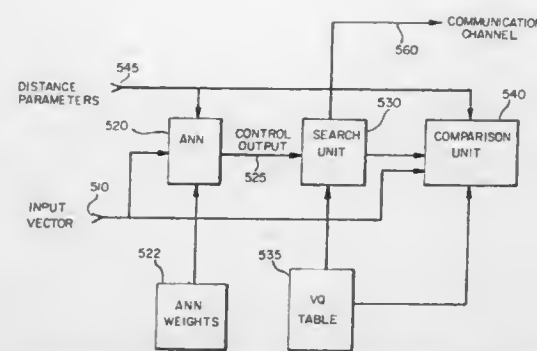 COMMUNICATION
CHANNEL
560
545
DISTANCE
PARAMETERS
520
ANN
CONTROL
OUTPUT
525
530
SEARCH
UNIT
540
COMPARISON
UNIT
510
INPUT
VECTOR
522
ANN
WEIGHTS
535
VQ
TABLE